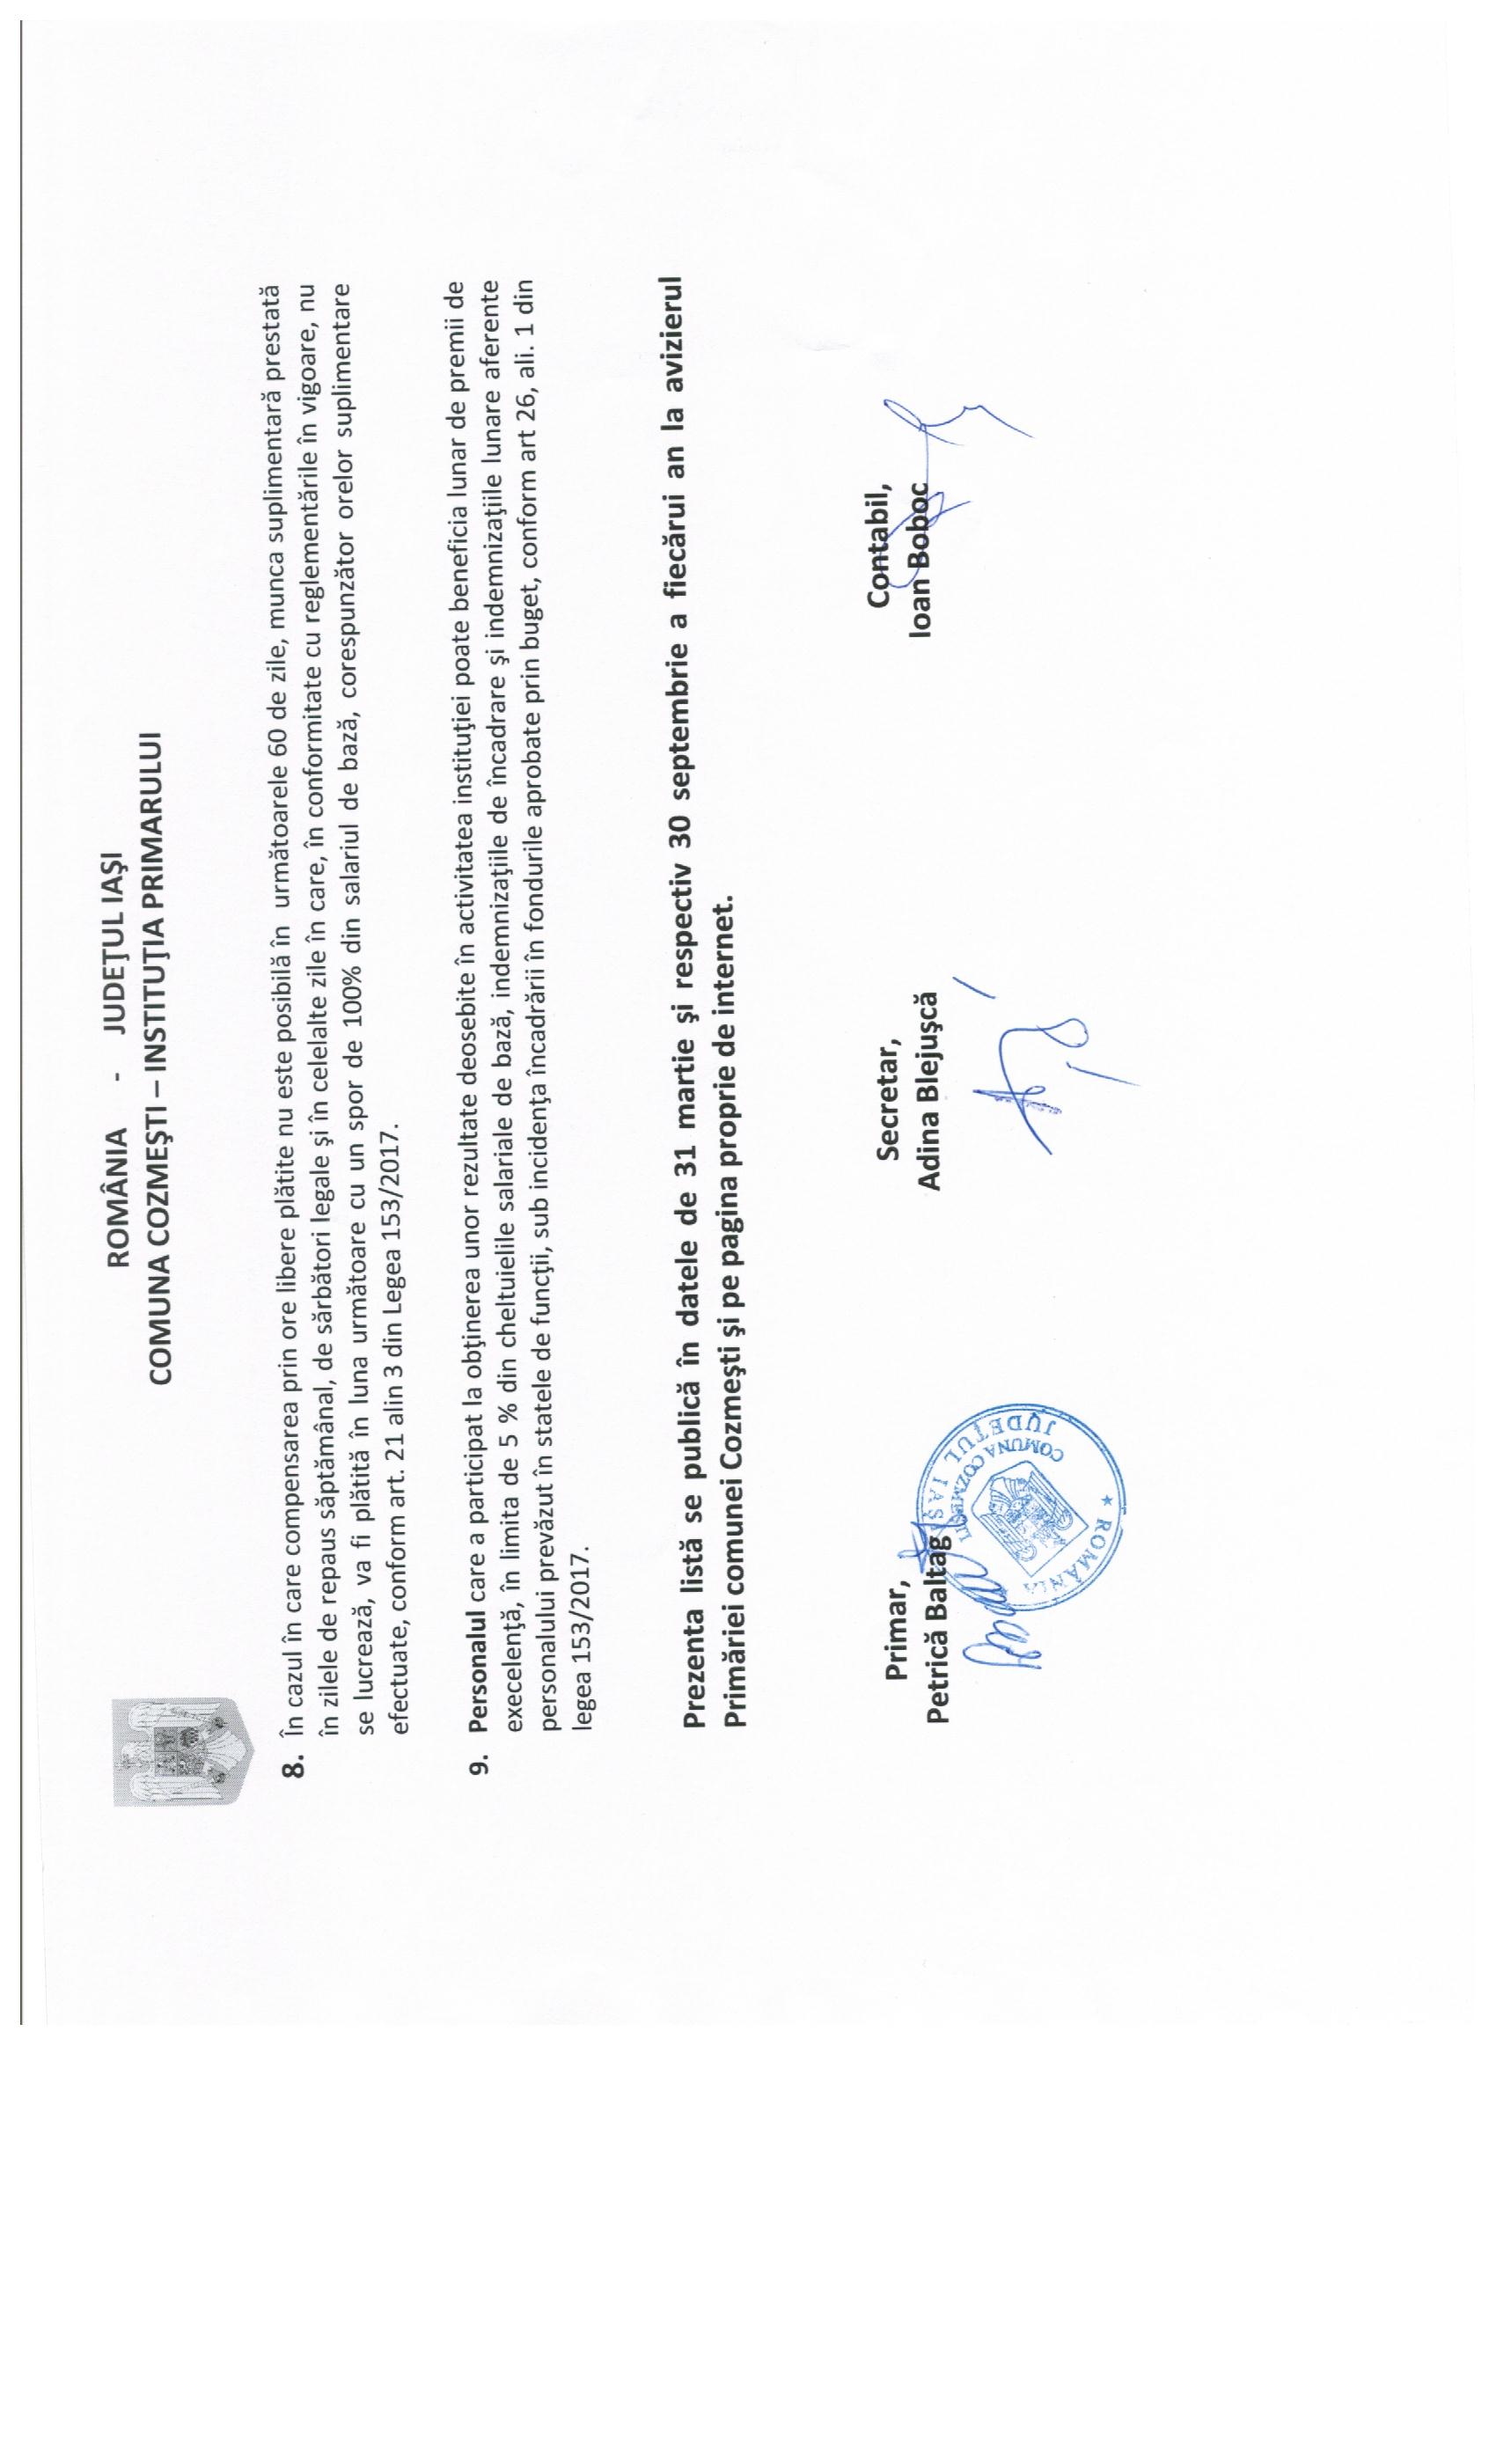 ROMÂNIA - JUDEŢUL IAŞI
COMUNA COZMEŞTI – INSTITUŢIA PRIMARULUI
8. În cazul în care compensarea prin ore libere plătite nu este posibilă în următoarele 60 de zile, munca suplimentară prestată
în zilele de repaus săptămânal, de sărbători legale şi în celelalte zile în care, în conformitate cu reglementările în vigoare, nu
se lucrează, va fi plătită în luna următoare cu un spor de 100% din salariul de bază, corespunzător orelor suplimentare
efectuate, conform art. 21 alin 3 din Legea 153/2017.
9. Personalul care a participat la obţinerea unor rezultate deosebite în activitatea instituţiei poate beneficia lunar de premii de
execelenţă, în limita de 5 % din cheltuielile salariale de bază, indemnizaţiile de încadrare şi indemnizaţiile lunare aferente
personalului prevăzut în statele de funcţii, sub incidenţa încadrării în fondurile aprobate prin buget, conform art 26, ali. 1 din
legea 153/2017.
Prezenta listă se publică în datele de 31 martie şi respectiv 30 septembrie a fiecărui an la avizierul
Primăriei comunei Cozmeşti şi pe pagina proprie de internet.
Primar,
Petrică Baltag
Secretar,
Adina Blejuşcă
Contabil,
Ioan Boboc
★ ROMÂNIA
JUDEŢUL IAŞI
COMUNA COZMEŞTI